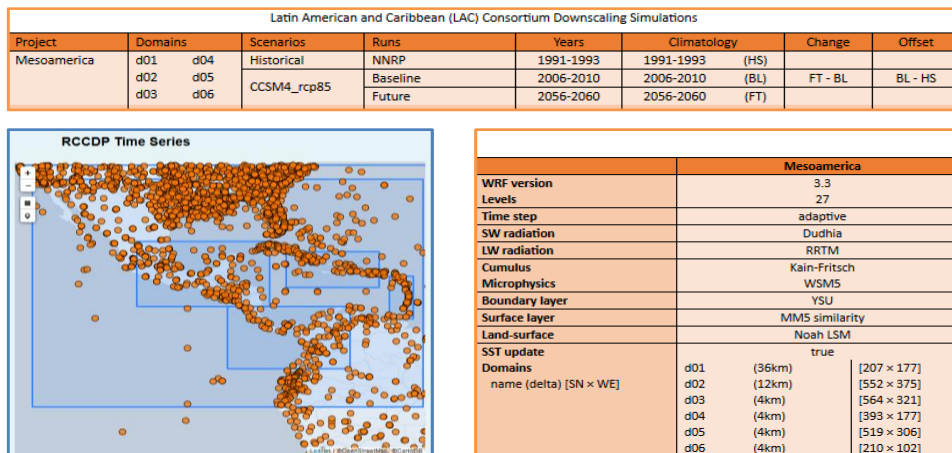 Latin American and Caribbean (LAC) Consortium Downscaling Simulations
Project Domains Scenarios Runs Years Climatology Change Offset
Mesoamerica d01 d04 Historical NNRP 1991-1993 1991-1993 (HS)
d02 d05 CCSM4_rcp85 Baseline 2006-2010 2006-2010 (BL) FT - BL BL - HS
d03 d06 Future 2056-2060 2056-2060 (FT)
RCCDP Time Series
+
−
Leaflet | © OpenStreetMap, © CartoDB
Mesoamerica
WRF version 3.3
Levels 27
Time step adaptive
SW radiation Dudhia
LW radiation RRTM
Cumulus Kain-Fritsch
Microphysics WSM5
Boundary layer YSU
Surface layer MM5 similarity
Land-surface Noah LSM
SST update true
Domains d01 (36km) [207 × 177]
name (delta) [SN × WE] d02 (12km) [552 × 375]
d03 (4km) [564 × 321]
d04 (4km) [393 × 177]
d05 (4km) [519 × 306]
d06 (4km) [210 × 102]